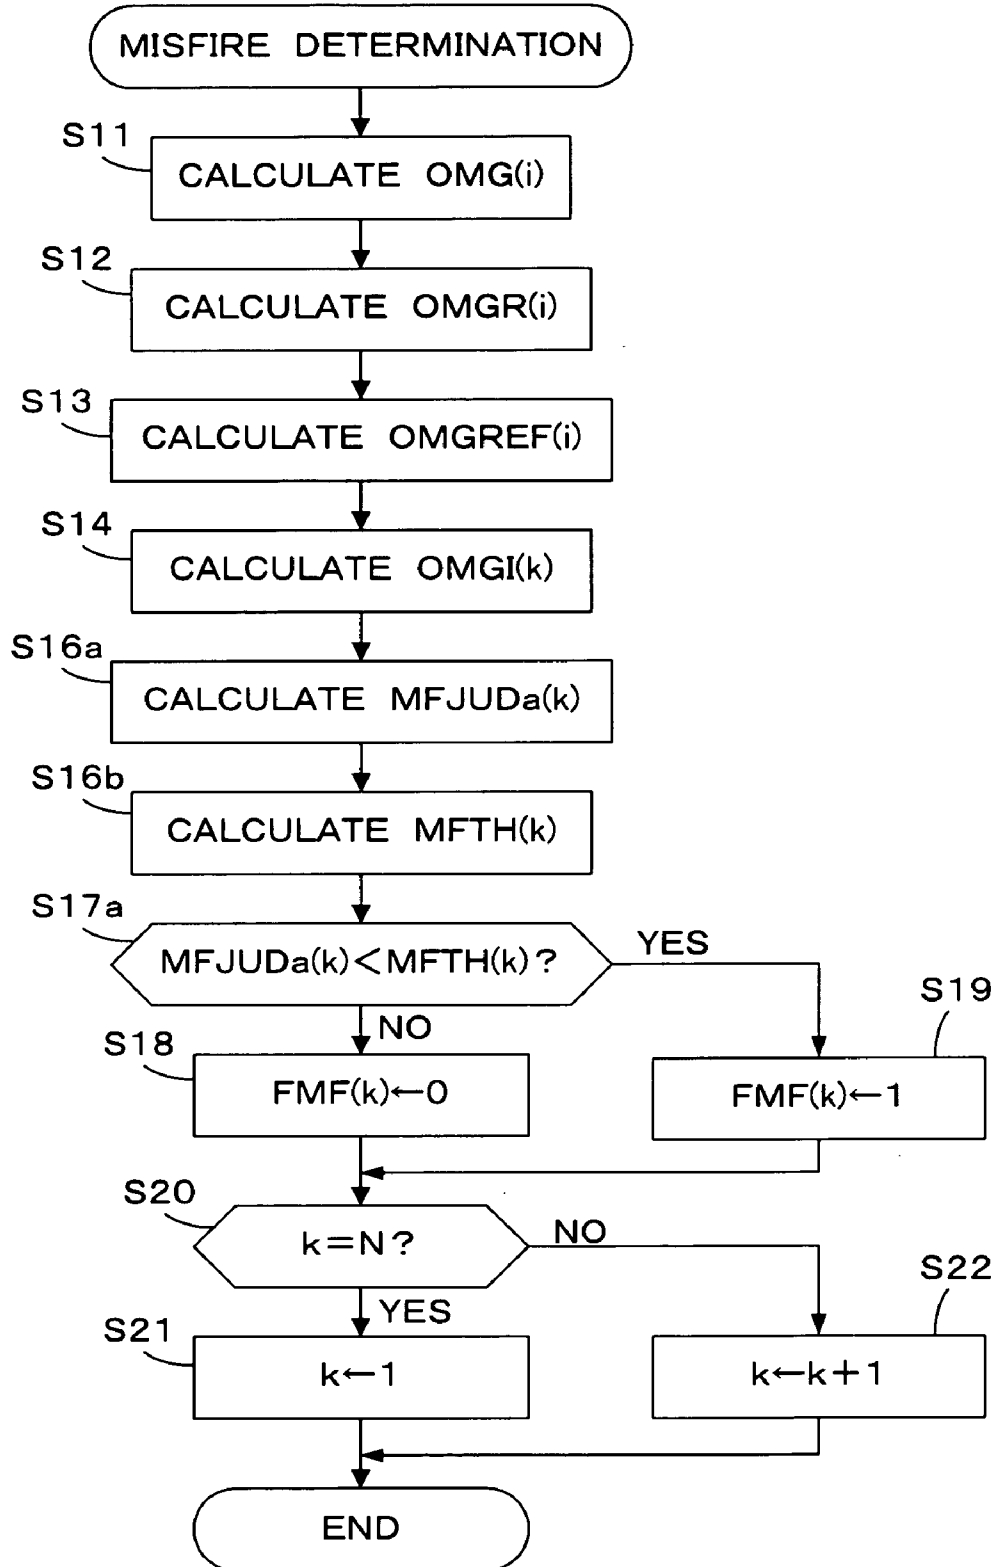 MISFIRE DETERMINATION
S11
CALCULATE OMG(i)
S12
CALCULATE OMGR(i)
S13
CALCULATE OMGREF(i)
S14
CALCULATE OMGI(k)
S16a
CALCULATE MFJUDa(k)
S16b
CALCULATE MFTH(k)
S17a
MFJUDa(k)<MFTH(k)?
YES
NO
S18
FMF(k)←0
S19
FMF(k)←1
S20
k=N?
NO
YES
S21
k←1
S22
k←k+1
END